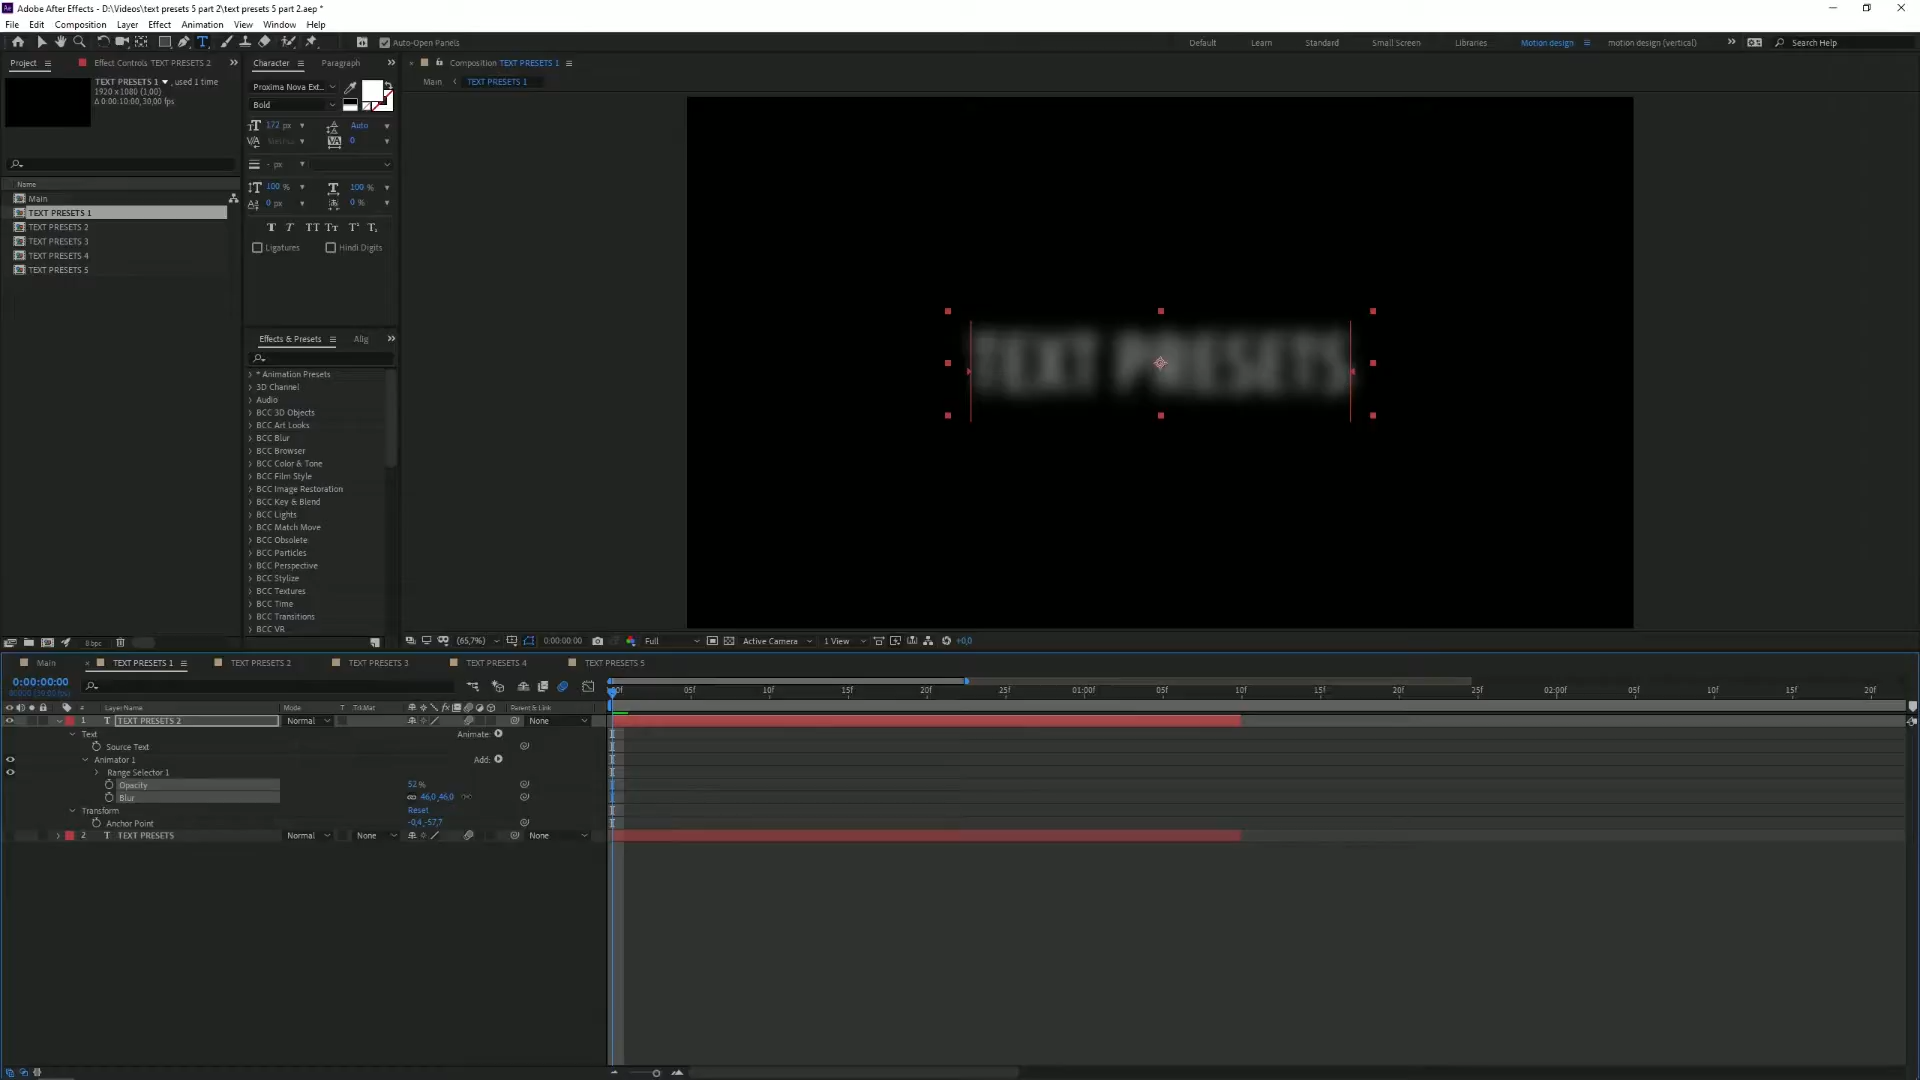 Adobe After Effects - D:\Videos\text presets 5 part 2\text presets 5 part 2.aep *
File Edit Composition Layer Effect Animation View Window Help
Auto-Open Panels
Default Learn Standard Small Screen Libraries Motion design motion design (vertical) Search Help
Project Effect Controls TEXT PRESETS 2
TEXT PRESETS 1 , used 1 time
1920 x 1080 (1,00)
Δ 0:00:10:00, 30,00 fps
Name
Main
TEXT PRESETS 1
TEXT PRESETS 2
TEXT PRESETS 3
TEXT PRESETS 4
TEXT PRESETS 5
8 bpc
Character Paragraph
Proxima Nova Ext...
Bold
172 px Auto
Metrics 0
- px
100 % 100 %
0 px 0 %
Ligatures Hindi Digits
Effects & Presets Alig
* Animation Presets
3D Channel
Audio
BCC 3D Objects
BCC Art Looks
BCC Blur
BCC Browser
BCC Color & Tone
BCC Film Style
BCC Image Restoration
BCC Key & Blend
BCC Lights
BCC Match Move
BCC Obsolete
BCC Particles
BCC Perspective
BCC Stylize
BCC Textures
BCC Time
BCC Transitions
BCC VR
Composition TEXT PRESETS 1
Main TEXT PRESETS 1
TEXT PRESETS
(65,7%) 0:00:00:00 Full Active Camera 1 View +0,0
Main TEXT PRESETS 1 TEXT PRESETS 2 TEXT PRESETS 3 TEXT PRESETS 4 TEXT PRESETS 5
0:00:00:00
00000 (30.00 fps)
:00f 05f 10f 15f 20f 25f 01:00f 05f 10f 15f 20f 25f 02:00f 05f 10f 15f 20f
# Layer Name Mode T TrkMat Parent & Link
1 T TEXT PRESETS 2 Normal None
Text Animate:
Source Text
Animator 1 Add:
Range Selector 1
Opacity 52 %
Blur 46,0,46,0
Transform Reset
Anchor Point -0,4,-57,7
2 T TEXT PRESETS Normal None None